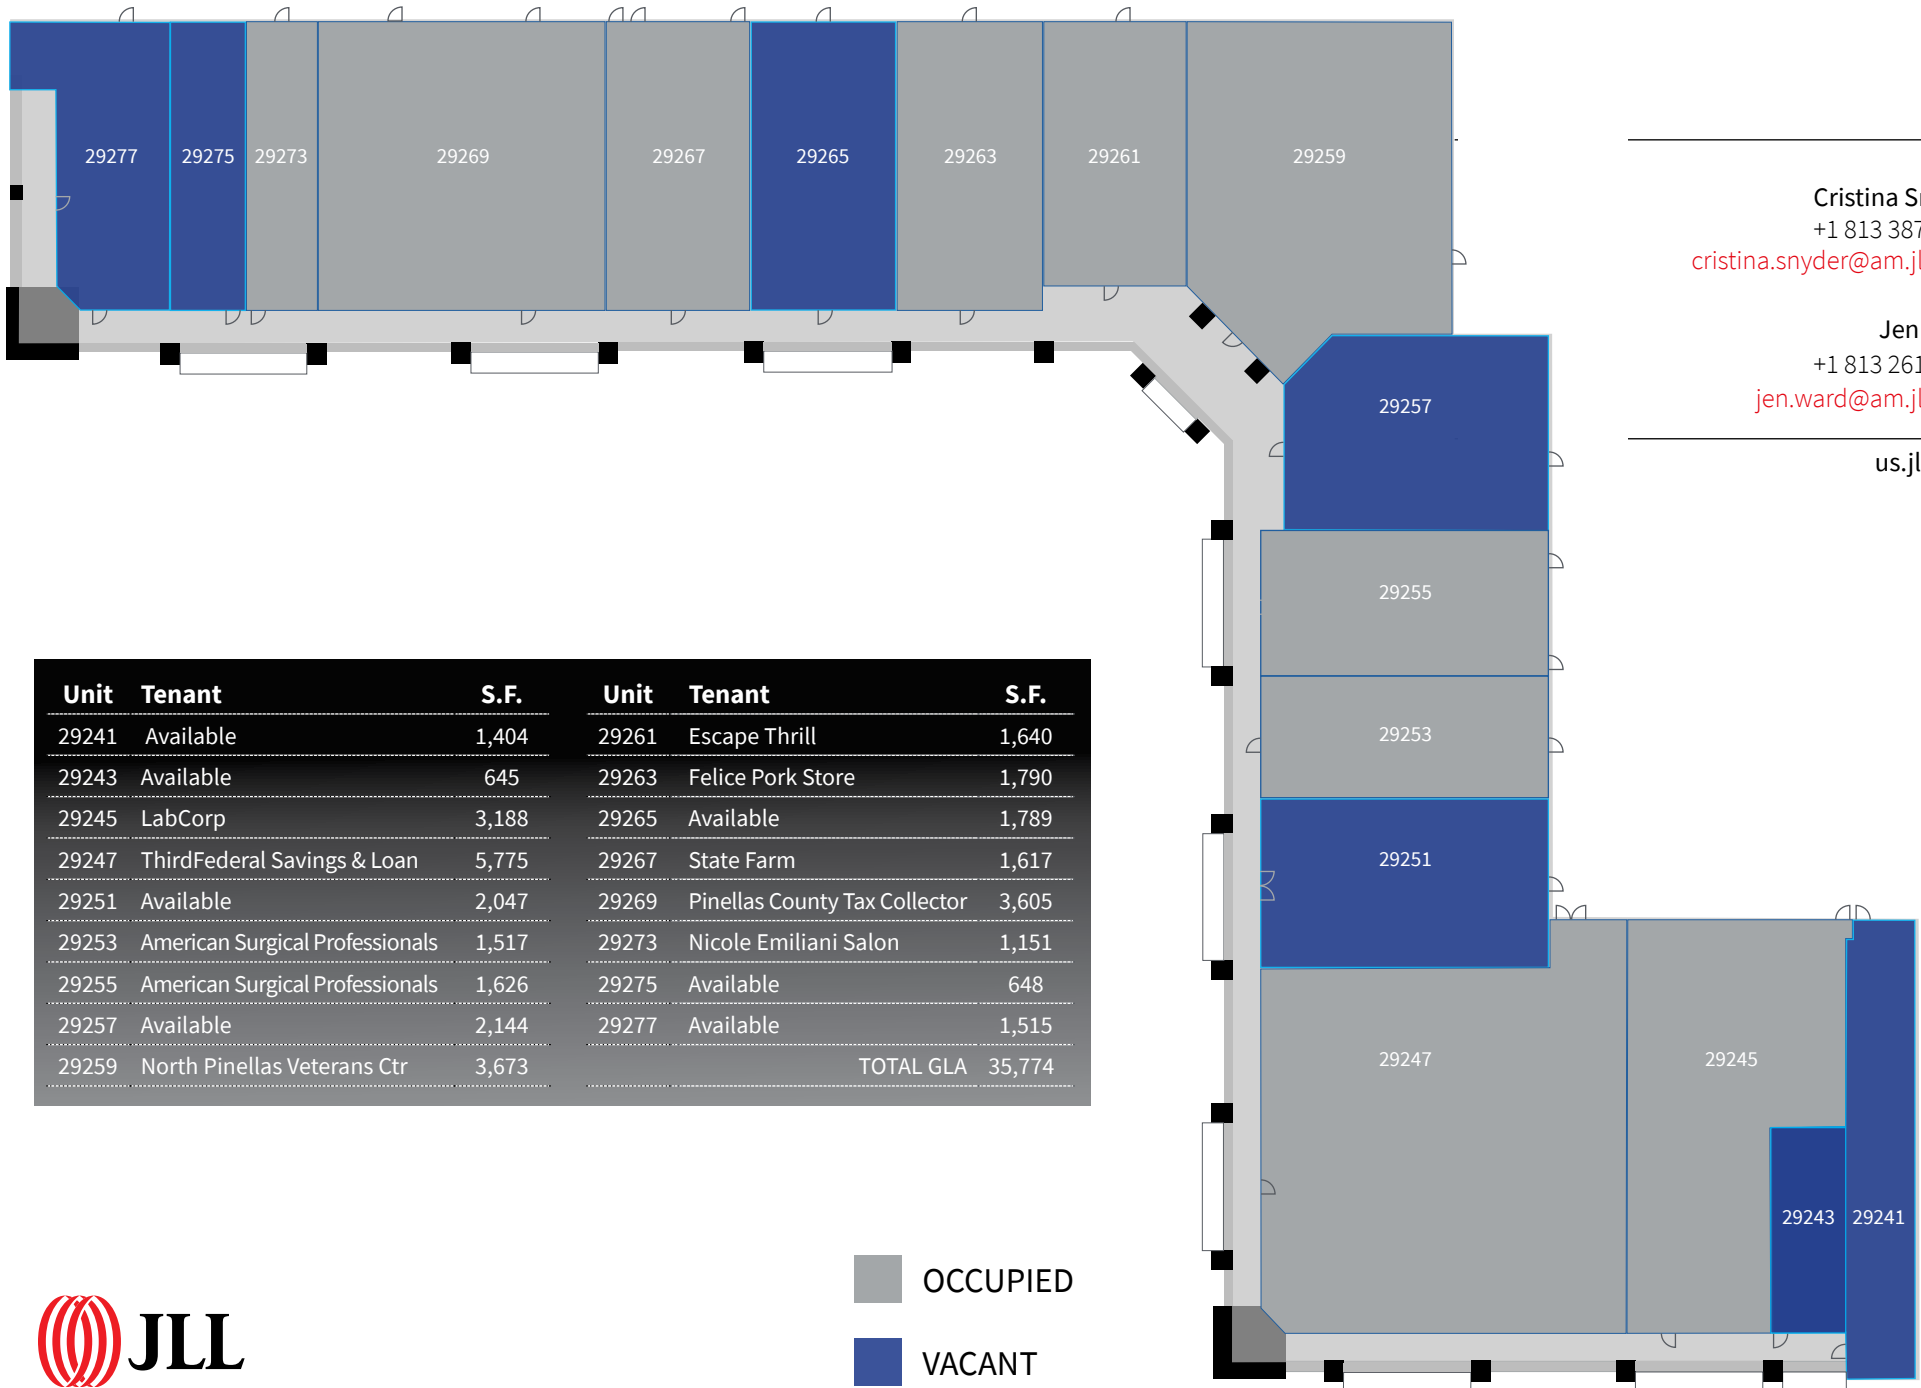 29277 29275 29273 29269 29267 29265 29263 29261 29259
Cristina
+1 813
cristina.snyder@am.
Jen
+1 813
jen.ward@am.
us.
29257
29255
29253
29251
29247 29245
29243 29241
Unit Tenant S.F.
29241 Available 1,404
29243 Available 645
29245 LabCorp 3,188
29247 ThirdFederal Savings & Loan 5,775
29251 Available 2,047
29253 American Surgical Professionals 1,517
29255 American Surgical Professionals 1,626
29257 Available 2,144
29259 North Pinellas Veterans Ctr 3,673
Unit Tenant S.F.
29261 Escape Thrill 1,640
29263 Felice Pork Store 1,790
29265 Available 1,789
29267 State Farm 1,617
29269 Pinellas County Tax Collector 3,605
29273 Nicole Emiliani Salon 1,151
29275 Available 648
29277 Available 1,515
TOTAL GLA 35,774
OCCUPIED
VACANT
JLL